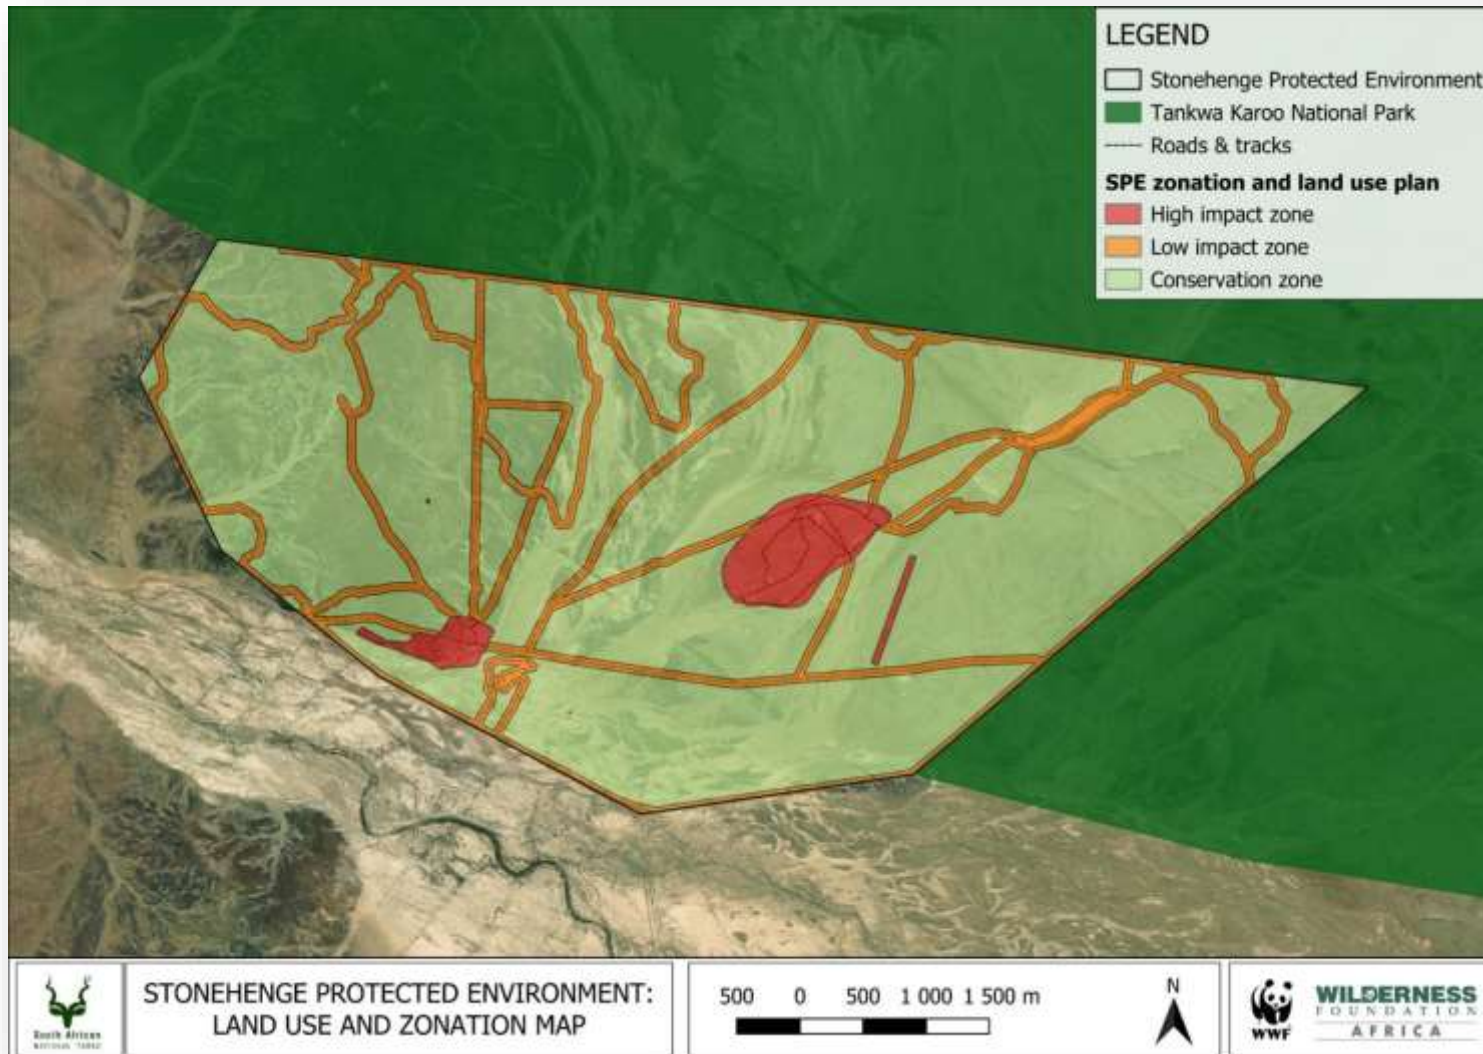 LEGEND
Stonehenge Protected Environment
Tankwa Karoo National Park
Roads & tracks
SPE zonation and land use plan
High impact zone
Low impact zone
Conservation zone
South African
STONEHENGE PROTECTED ENVIRONMENT:
LAND USE AND ZONATION MAP
500 0 500 1 000 1 500 m
N
WWF
WILDERNESS
FOUNDATION
AFRICA